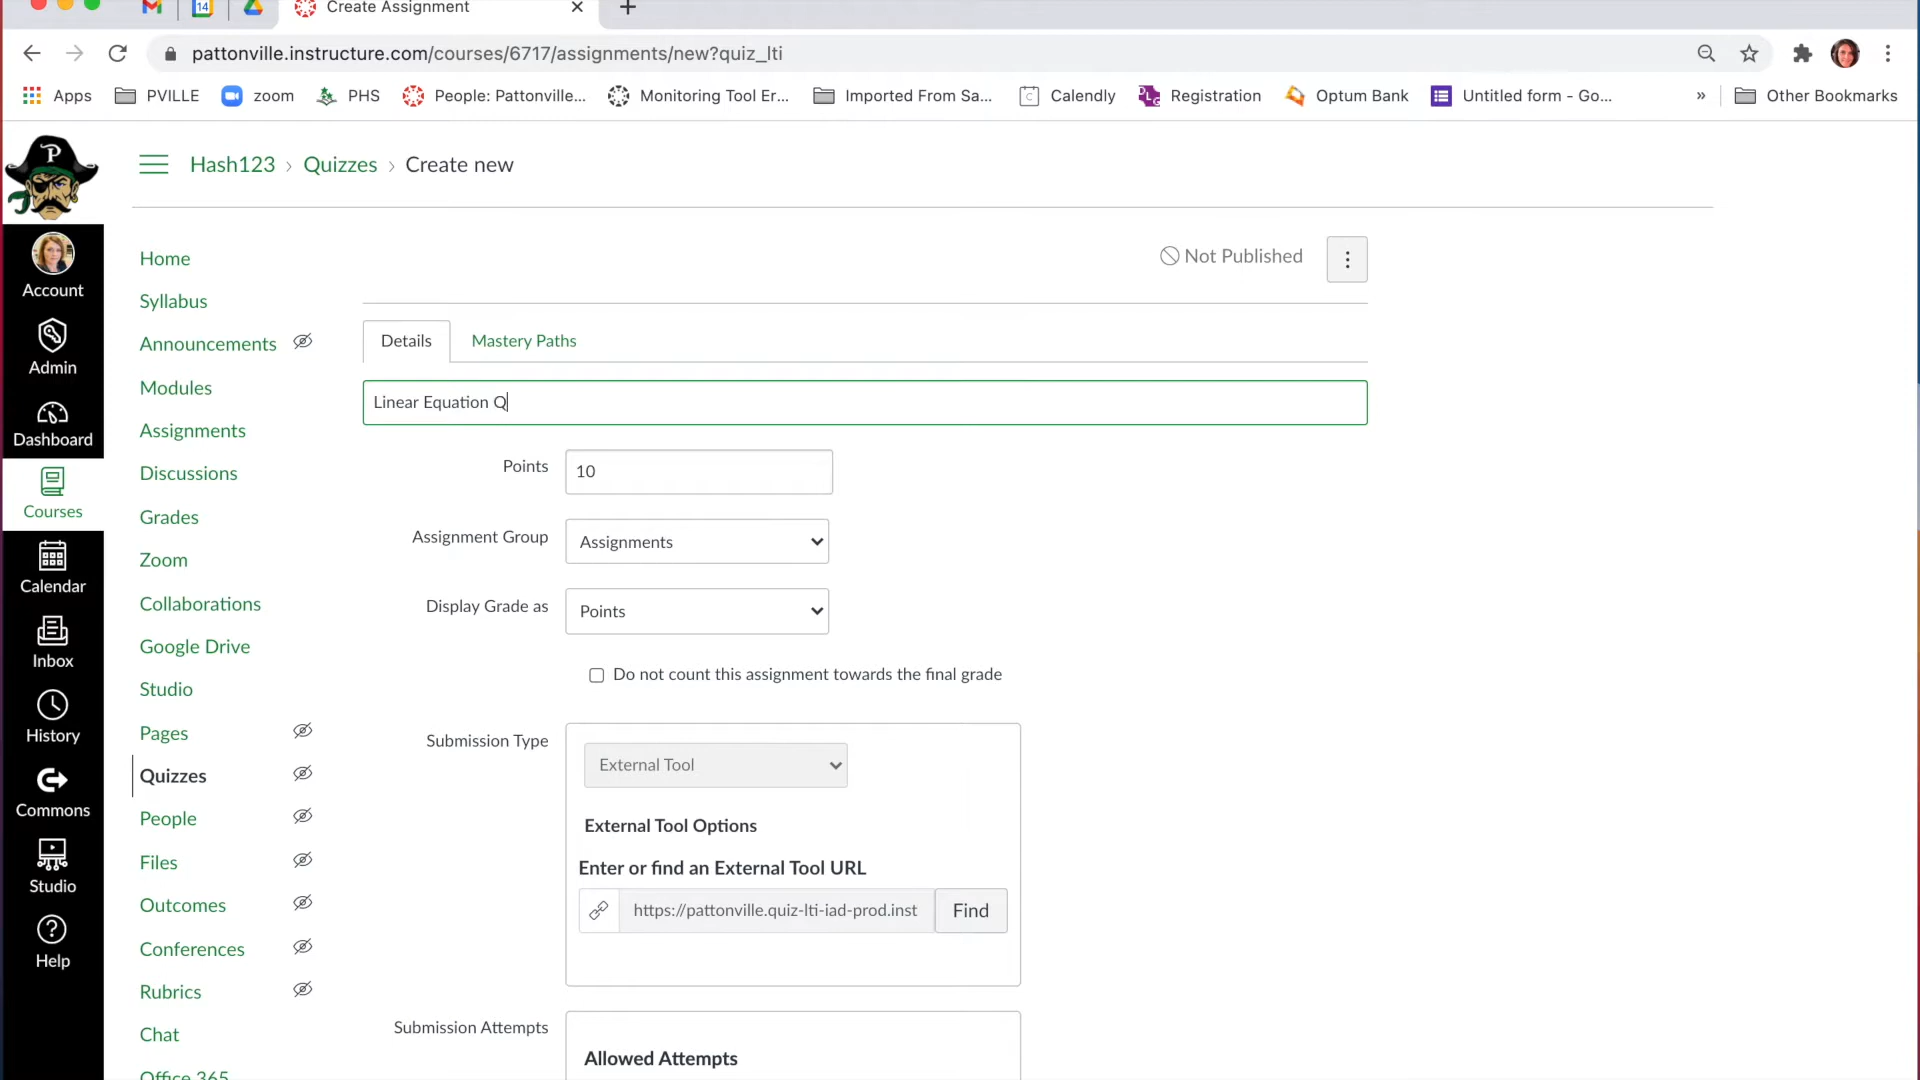 14
Create Assignment
pattonville.instructure.com/courses/6717/assignments/new?quiz_lti
Apps
PVILLE
zoom
PHS
People: Pattonville...
Monitoring Tool Er...
Imported From Sa...
Calendly
Registration
Optum Bank
Untitled form - Go...
»
Other Bookmarks
P
Hash123 › Quizzes › Create new
Account
Admin
Dashboard
Courses
Calendar
Inbox
History
Commons
Studio
Help
Home
Syllabus
Announcements
Modules
Assignments
Discussions
Grades
Zoom
Collaborations
Google Drive
Studio
Pages
Quizzes
People
Files
Outcomes
Conferences
Rubrics
Chat
Office 365
Not Published
Details
Mastery Paths
Linear Equation Q
Points
10
Assignment Group
Assignments
Display Grade as
Points
Do not count this assignment towards the final grade
Submission Type
External Tool
External Tool Options
Enter or find an External Tool URL
https://pattonville.quiz-lti-iad-prod.inst
Find
Submission Attempts
Allowed Attempts